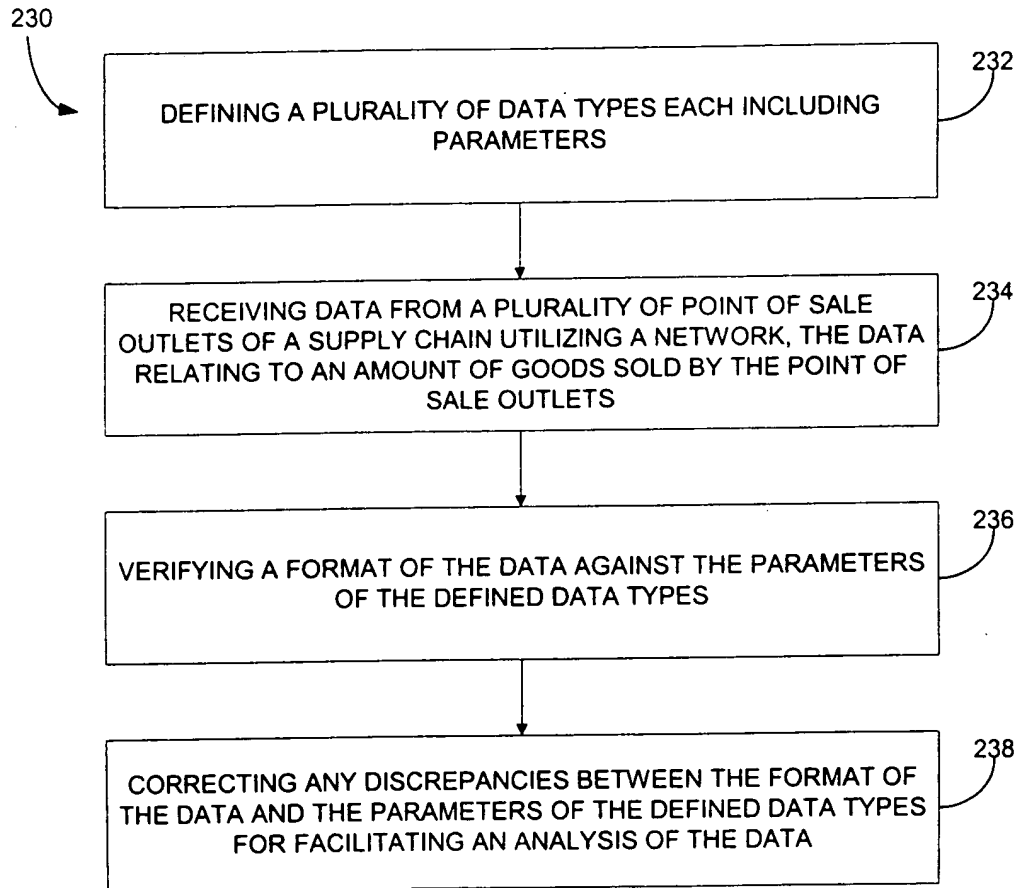 230
232
DEFINING A PLURALITY OF DATA TYPES EACH INCLUDING
PARAMETERS
234
RECEIVING DATA FROM A PLURALITY OF POINT OF SALE
OUTLETS OF A SUPPLY CHAIN UTILIZING A NETWORK, THE DATA
RELATING TO AN AMOUNT OF GOODS SOLD BY THE POINT OF
SALE OUTLETS
236
VERIFYING A FORMAT OF THE DATA AGAINST THE PARAMETERS
OF THE DEFINED DATA TYPES
238
CORRECTING ANY DISCREPANCIES BETWEEN THE FORMAT OF
THE DATA AND THE PARAMETERS OF THE DEFINED DATA TYPES
FOR FACILITATING AN ANALYSIS OF THE DATA